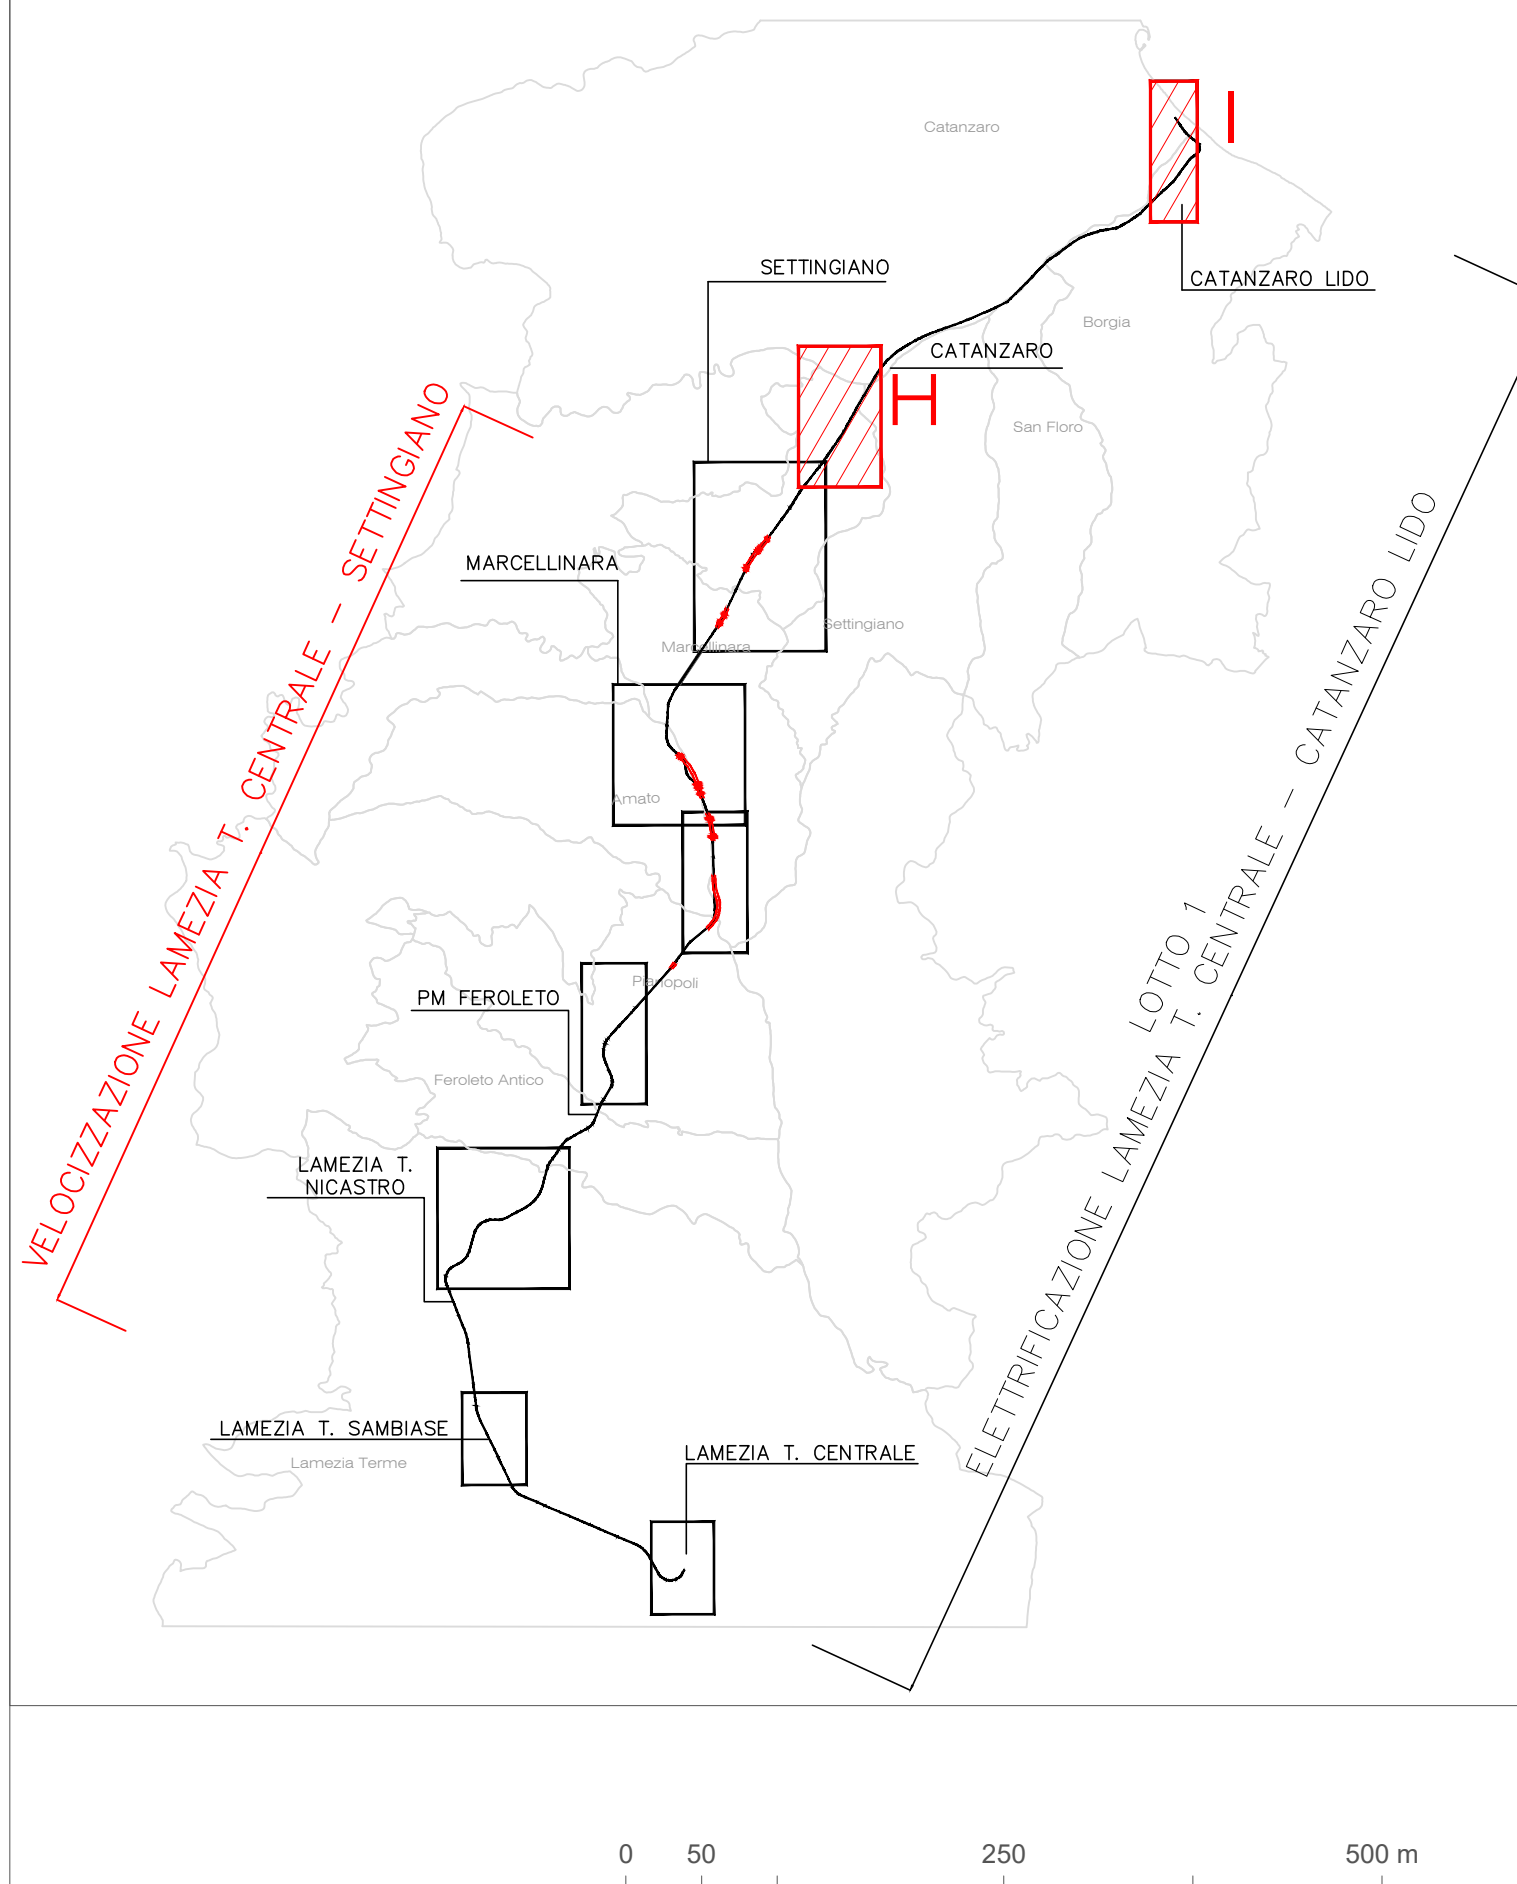 Catanzaro
I
SETTINGIANO
CATANZARO LIDO
Borgia
CATANZARO
H
San Floro
VELOCIZZAZIONE LAMEZIA T. CENTRALE - SETTINGIANO
MARCELLINARA
Settingiano
Marcellinara
Amato
LOTTO 1
ELETTRIFICAZIONE LAMEZIA T. CENTRALE - CATANZARO LIDO
Pianopoli
PM FEROLETO
Feroleto Antico
LAMEZIA T.
NICASTRO
LAMEZIA T. SAMBIASE
Lamezia Terme
LAMEZIA T. CENTRALE
0 50 250 500 m